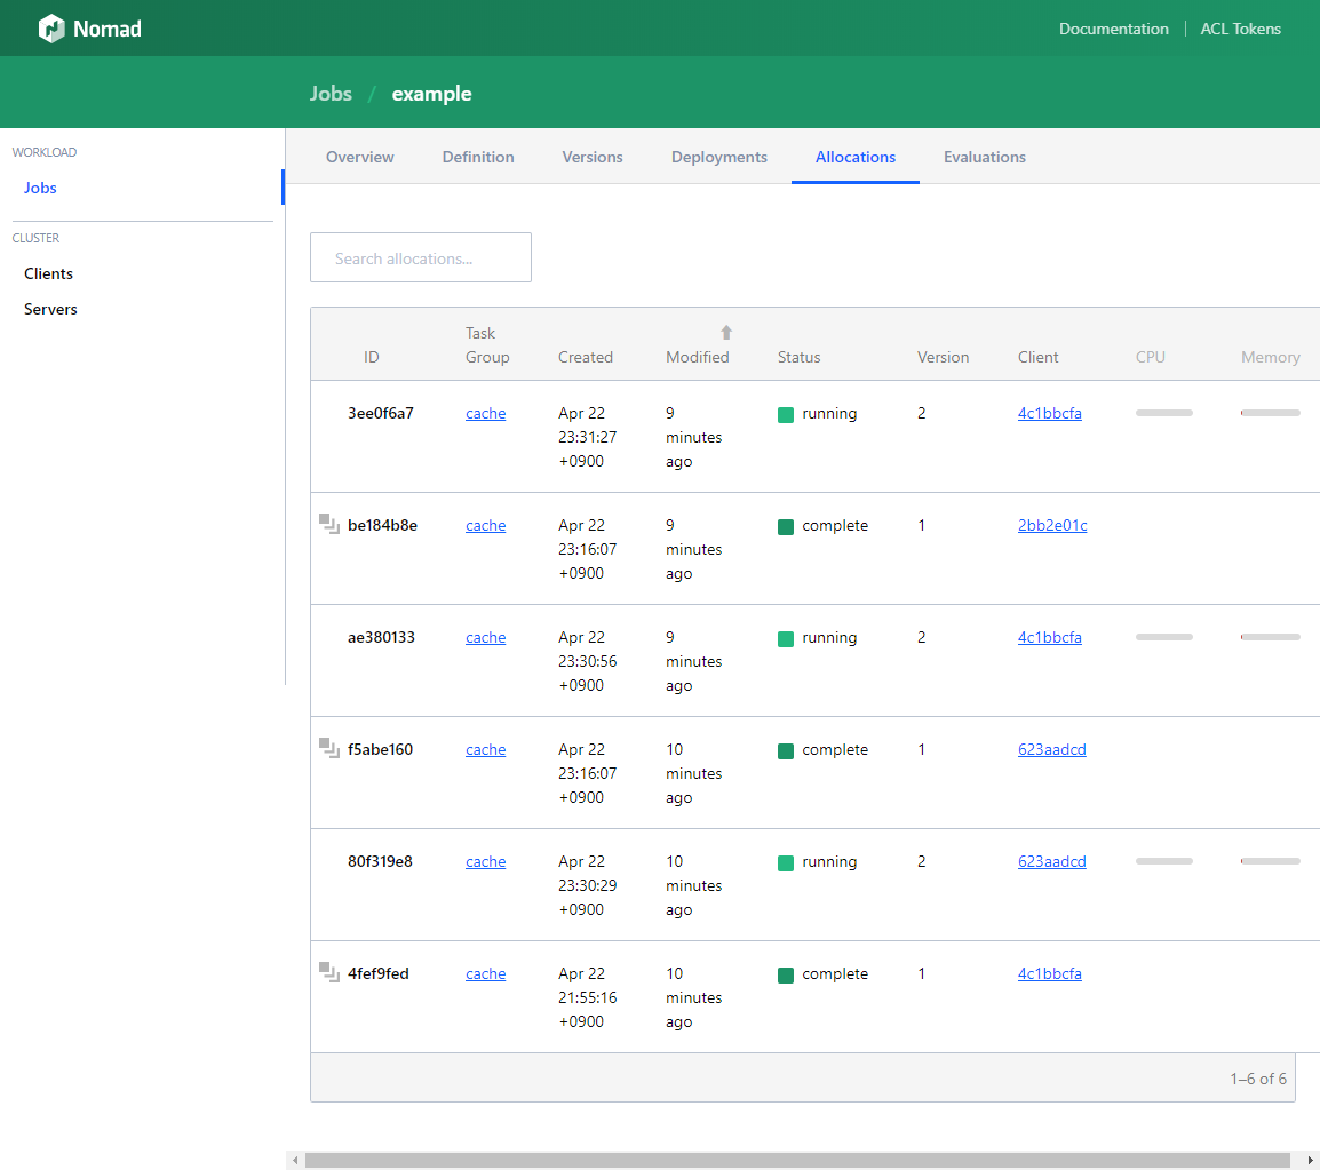 Nomad
Documentation
ACL Tokens
Jobs / example
WORKLOAD
Jobs
CLUSTER
Clients
Servers
Overview
Definition
Versions
Deployments
Allocations
Evaluations
Search allocations...
ID
Task
Group
Created
Modified
Status
Version
Client
CPU
Memory
3ee0f6a7
cache
Apr 22
23:31:27
+0900
9
minutes
ago
running
2
4c1bbcfa
be184b8e
cache
Apr 22
23:16:07
+0900
9
minutes
ago
complete
1
2bb2e01c
ae380133
cache
Apr 22
23:30:56
+0900
9
minutes
ago
running
2
4c1bbcfa
f5abe160
cache
Apr 22
23:16:07
+0900
10
minutes
ago
complete
1
623aadcd
80f319e8
cache
Apr 22
23:30:29
+0900
10
minutes
ago
running
2
623aadcd
4fef9fed
cache
Apr 22
21:55:16
+0900
10
minutes
ago
complete
1
4c1bbcfa
1–6 of 6